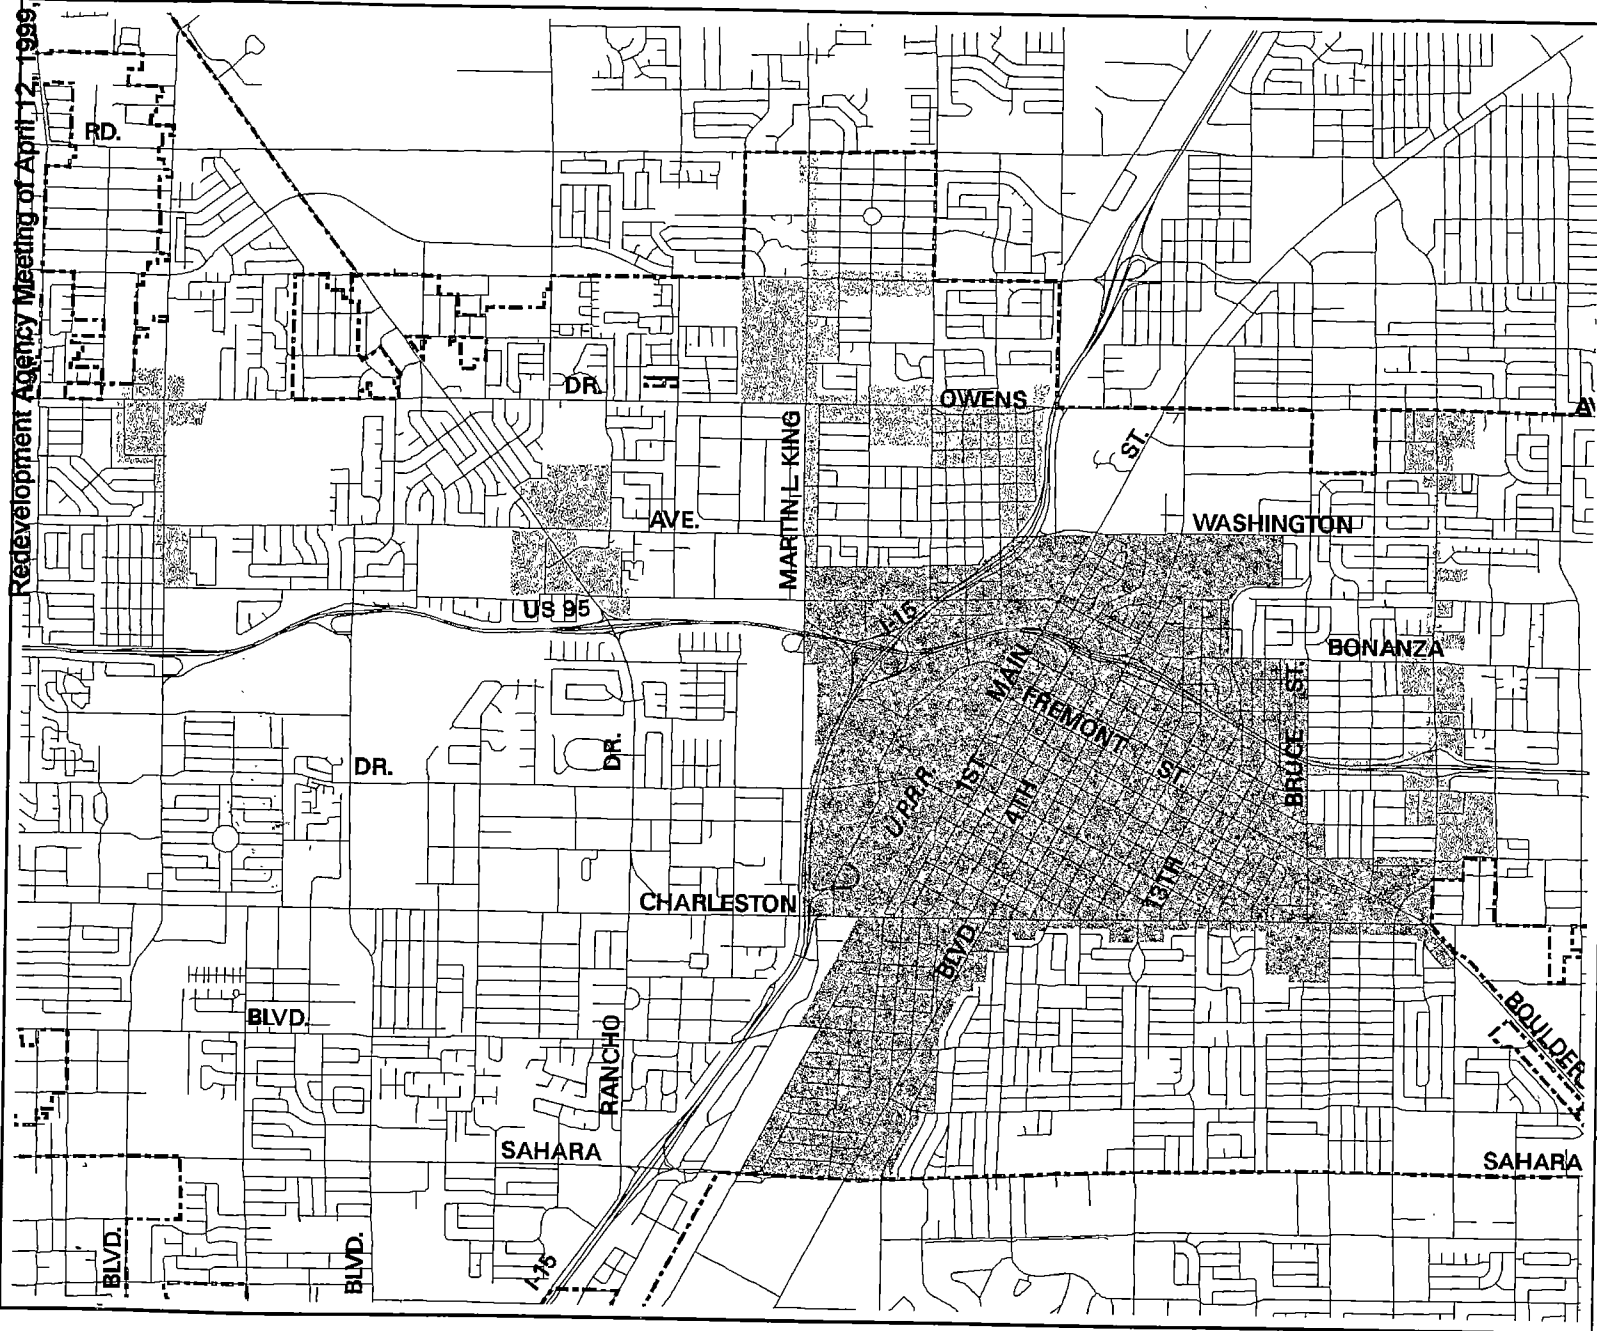 Redevelopment Agency Meeting of April 12, 1999,
RD.
DR.
OWENS
ST.
MARTIN L KING
AVE.
WASHINGTON
US 95
I-15
BONANZA
MAIN
FREMONT
ST.
BRUCE ST.
DR.
DR.
U.P.R.R.
1ST
4TH
13TH
CHARLESTON
BLVD.
BLVD.
RANCHO
BOULDER
SAHARA
SAHARA
BLVD.
BLVD.
I-15